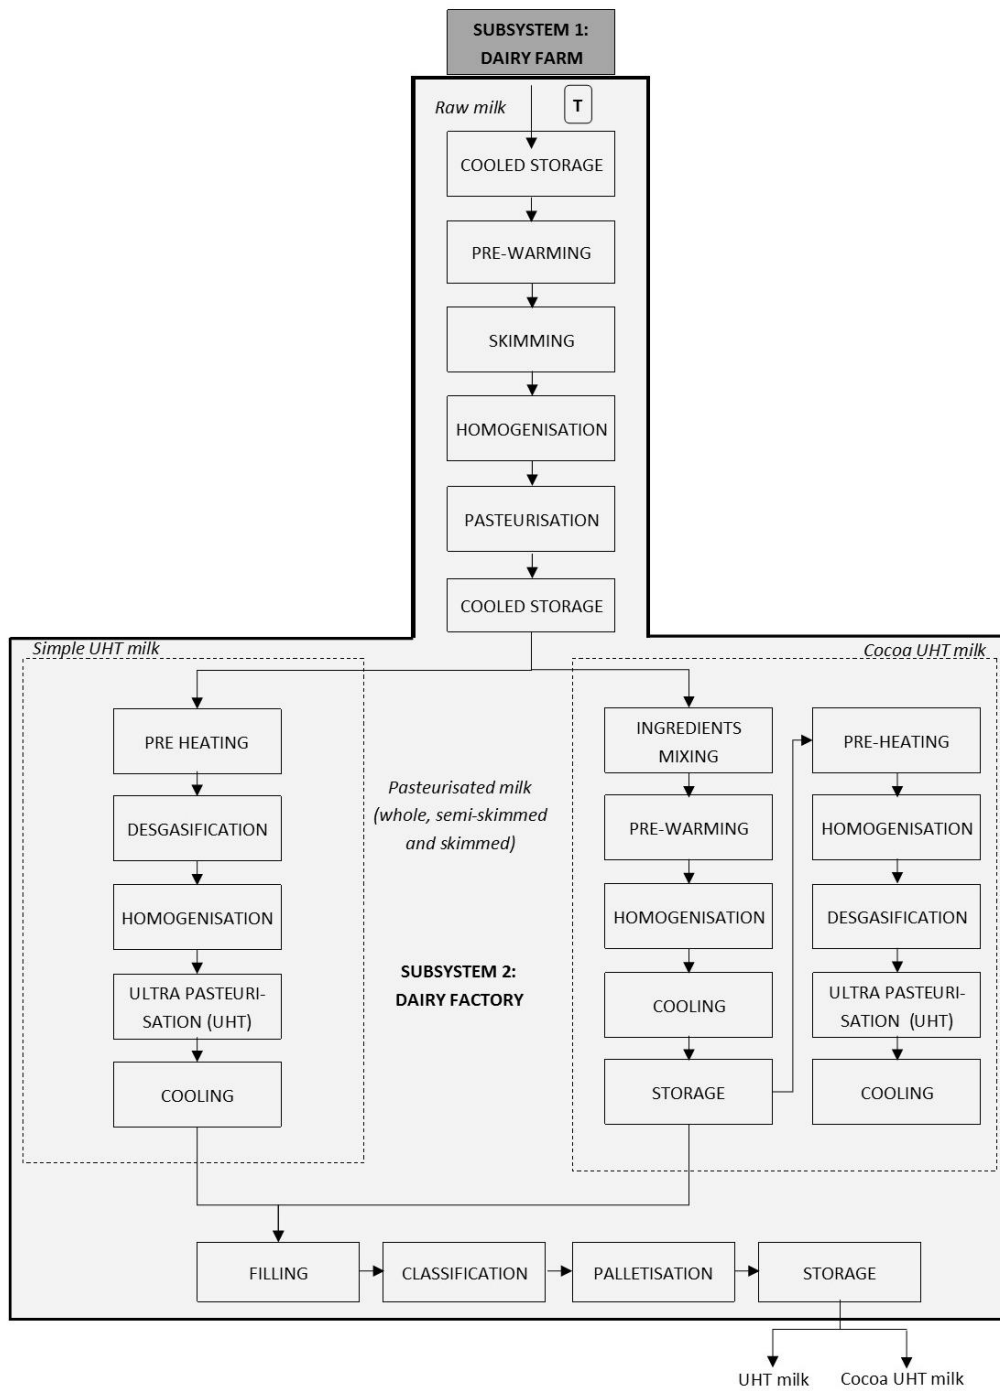 SUBSYSTEM 1:
DAIRY FARM
Raw milk
T
COOLED STORAGE
PRE-WARMING
SKIMMING
HOMOGENISATION
PASTEURISATION
COOLED STORAGE
Simple UHT milk
PRE HEATING
DESGASIFICATION
HOMOGENISATION
ULTRA PASTEURI-
SATION (UHT)
COOLING
Pasteurisated milk
(whole, semi-skimmed
and skimmed)
SUBSYSTEM 2:
DAIRY FACTORY
Cocoa UHT milk
INGREDIENTS
MIXING
PRE-WARMING
HOMOGENISATION
COOLING
STORAGE
PRE-HEATING
HOMOGENISATION
DESGASIFICATION
ULTRA PASTEURI-
SATION (UHT)
COOLING
FILLING
CLASSIFICATION
PALLETISATION
STORAGE
UHT milk
Cocoa UHT milk